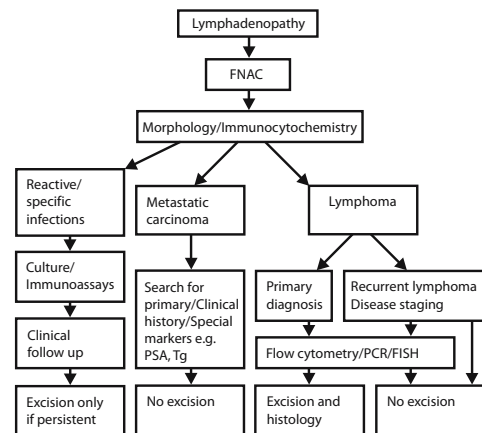 Lymphadenopathy
FNAC
Morphology/Immunocytochemistry
Reactive/
specific
infections
Metastatic
carcinoma
Lymphoma
Culture/
Immunoassays
Search for
primary/Clinical
history/Special
markers e.g.
PSA, Tg
Primary
diagnosis
Recurrent lymphoma
Disease staging
Clinical
follow up
Flow cytometry/PCR/FISH
Excision only
if persistent
No excision
Excision and
histology
No excision